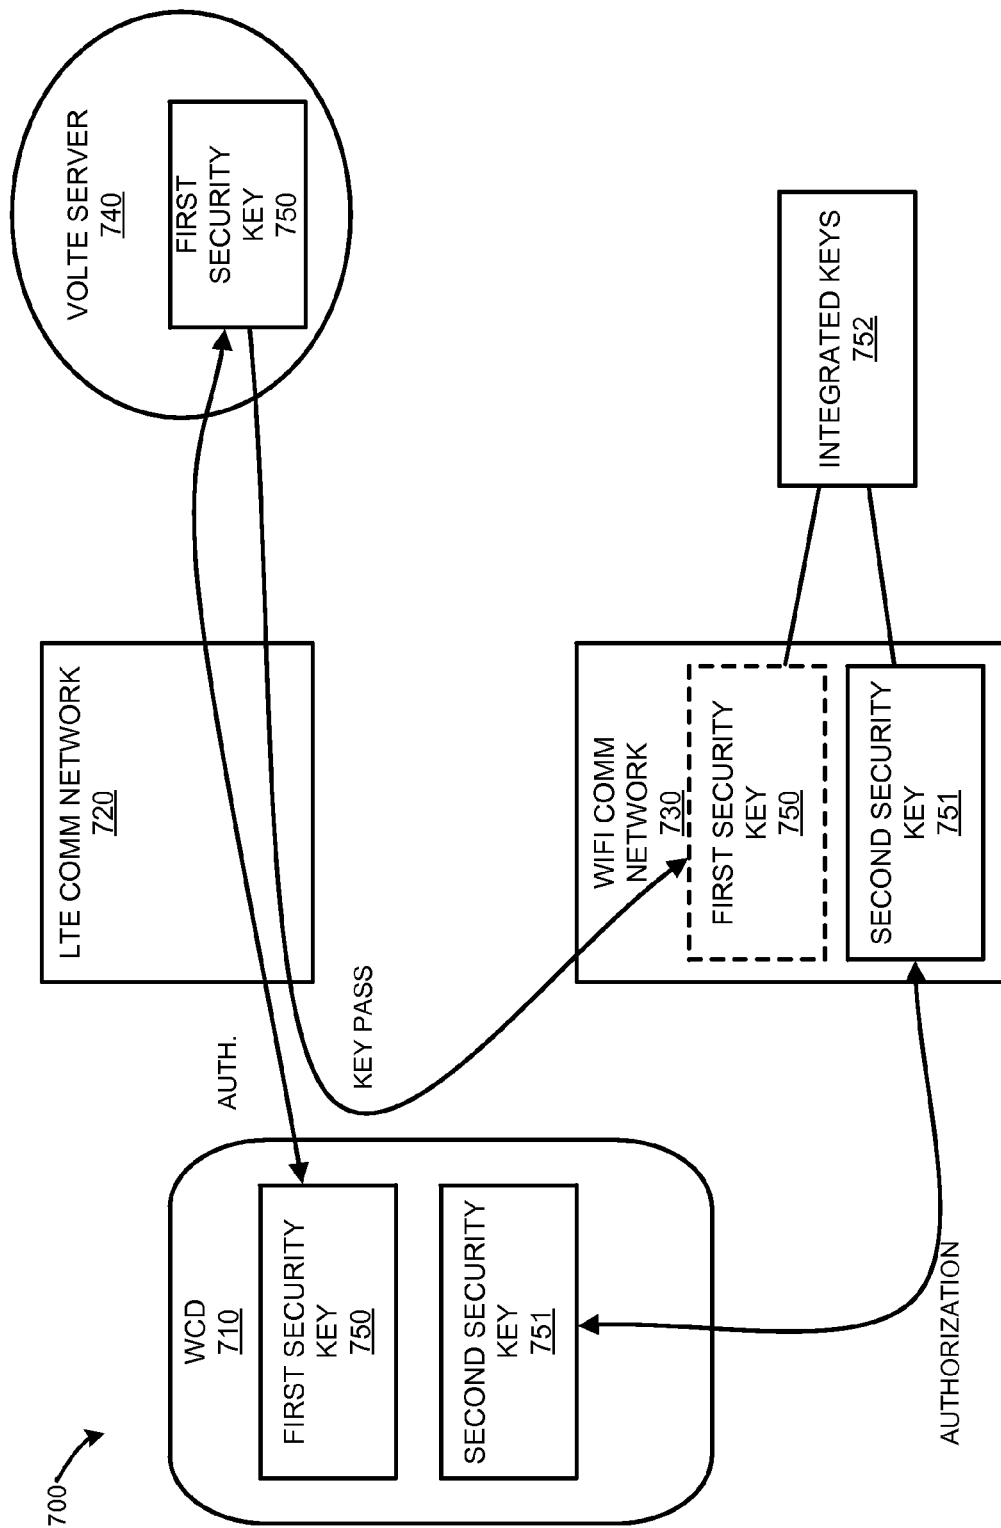 700
WCD
710
FIRST SECURITY
KEY
750
SECOND SECURITY
KEY
751
AUTH.
KEY PASS
AUTHORIZATION
LTE COMM NETWORK
720
WIFI COMM
NETWORK
730
FIRST SECURITY
KEY
750
SECOND SECURITY
KEY
751
VOLTE SERVER
740
FIRST
SECURITY
KEY
750
INTEGRATED KEYS
752